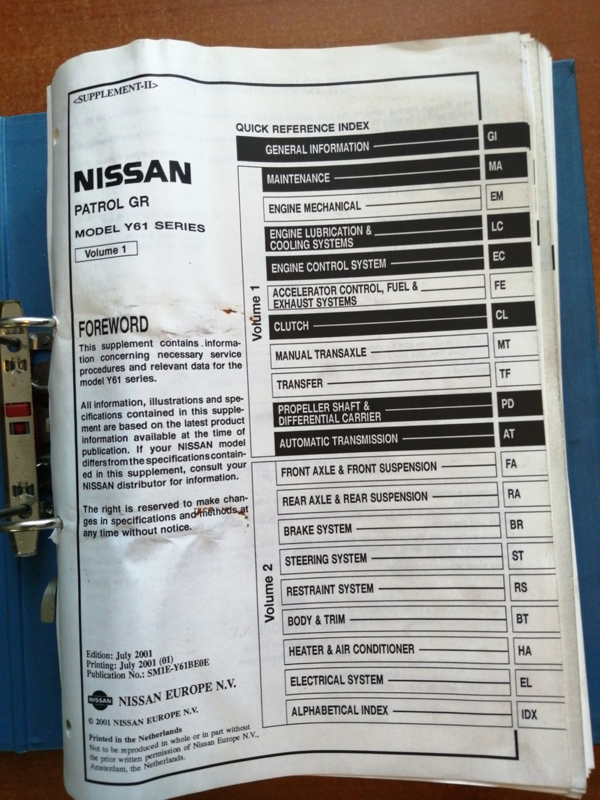 <SUPPLEMENT-II>
NISSAN
PATROL GR
MODEL Y61 SERIES
Volume 1
FOREWORD
This supplement contains informa-
tion concerning necessary service
procedures and relevant data for the
model Y61 series.
All information, illustrations and spe-
cifications contained in this supple-
ment are based on the latest product
information available at the time of
publication. If your NISSAN model
differs from the specifications contain-
ed in this supplement, consult your
NISSAN distributor for information.
The right is reserved to make chan-
ges in specifications and methods at
any time without notice.
Edition: July 2001
Printing: July 2001 (01)
Publication No.: SM1E-Y61BE0E
NISSAN
NISSAN EUROPE N.V.
© 2001 NISSAN EUROPE N.V.
Printed in the Netherlands
Not to be reproduced in whole or in part without
the prior written permission of Nissan Europe N.V.,
Amsterdam, the Netherlands.
QUICK REFERENCE INDEX
GENERAL INFORMATION GI
Volume 1
MAINTENANCE MA
ENGINE MECHANICAL EM
ENGINE LUBRICATION &
COOLING SYSTEMS LC
ENGINE CONTROL SYSTEM EC
ACCELERATOR CONTROL, FUEL &
EXHAUST SYSTEMS FE
CLUTCH CL
MANUAL TRANSAXLE MT
TRANSFER TF
PROPELLER SHAFT &
DIFFERENTIAL CARRIER PD
AUTOMATIC TRANSMISSION AT
Volume 2
FRONT AXLE & FRONT SUSPENSION FA
REAR AXLE & REAR SUSPENSION RA
BRAKE SYSTEM BR
STEERING SYSTEM ST
RESTRAINT SYSTEM RS
BODY & TRIM BT
HEATER & AIR CONDITIONER HA
ELECTRICAL SYSTEM EL
ALPHABETICAL INDEX IDX